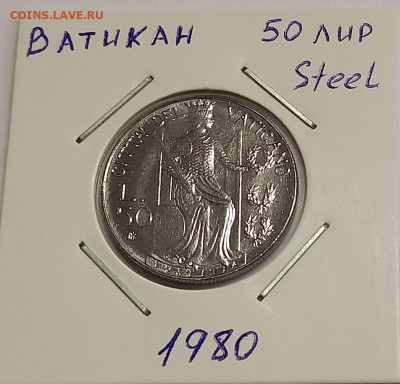 COINS.LAVE.RU
ВАТИКАН 50 ЛИР
SteeL
CITTA' DEL VATICANO
L.
50
1980